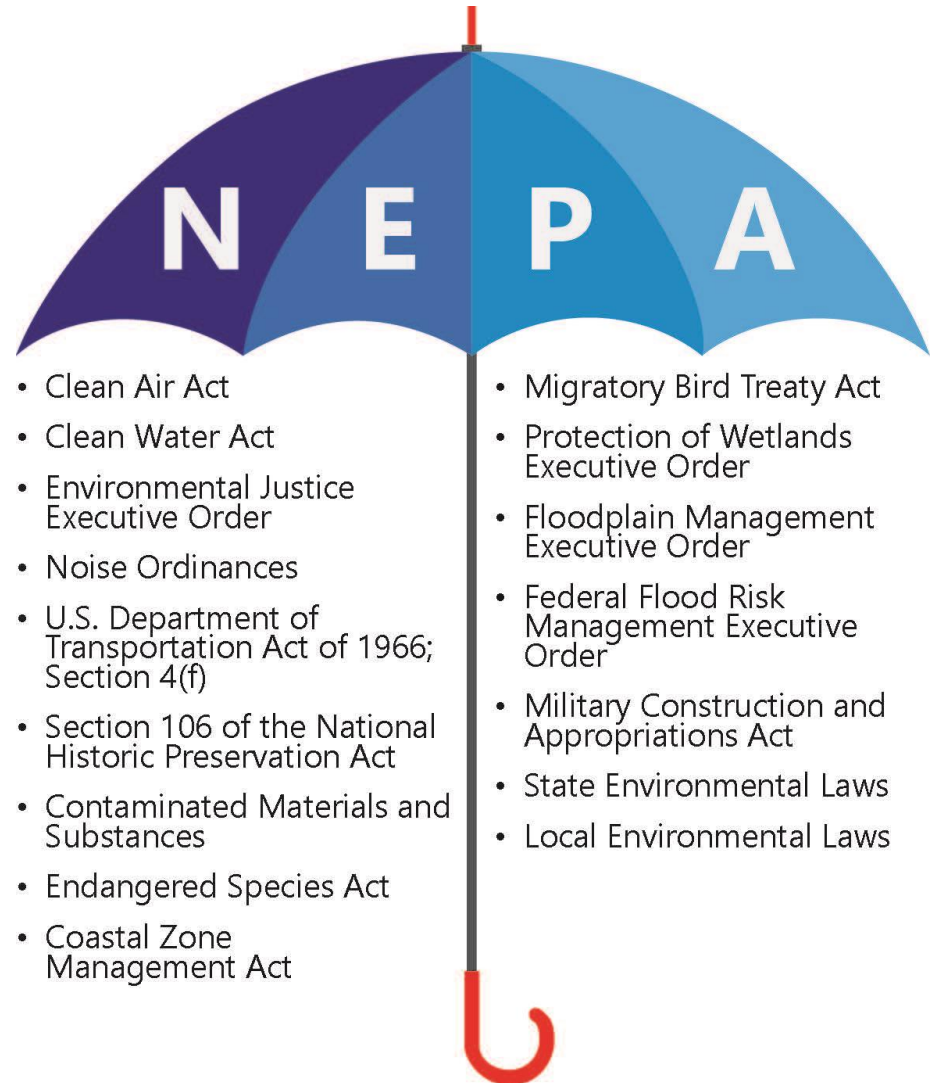 N E P A
• Clean Air Act
• Clean Water Act
• Environmental Justice
Executive Order
• Noise Ordinances
• U.S. Department of
Transportation Act of 1966;
Section 4(f)
• Section 106 of the National
Historic Preservation Act
• Contaminated Materials and
Substances
• Endangered Species Act
• Coastal Zone
Management Act
• Migratory Bird Treaty Act
• Protection of Wetlands
Executive Order
• Floodplain Management
Executive Order
• Federal Flood Risk
Management Executive
Order
• Military Construction and
Appropriations Act
• State Environmental Laws
• Local Environmental Laws